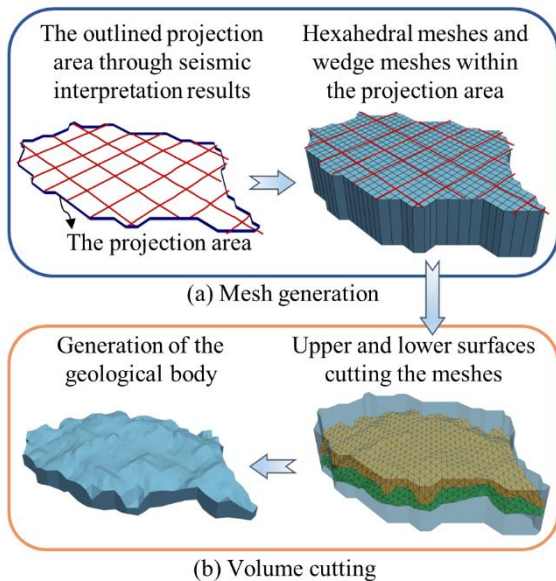 The outlined projection
area through seismic
interpretation results
Hexahedral meshes and
wedge meshes within
the projection area
The projection area
(a) Mesh generation
Generation of the
geological body
Upper and lower surfaces
cutting the meshes
(b) Volume cutting